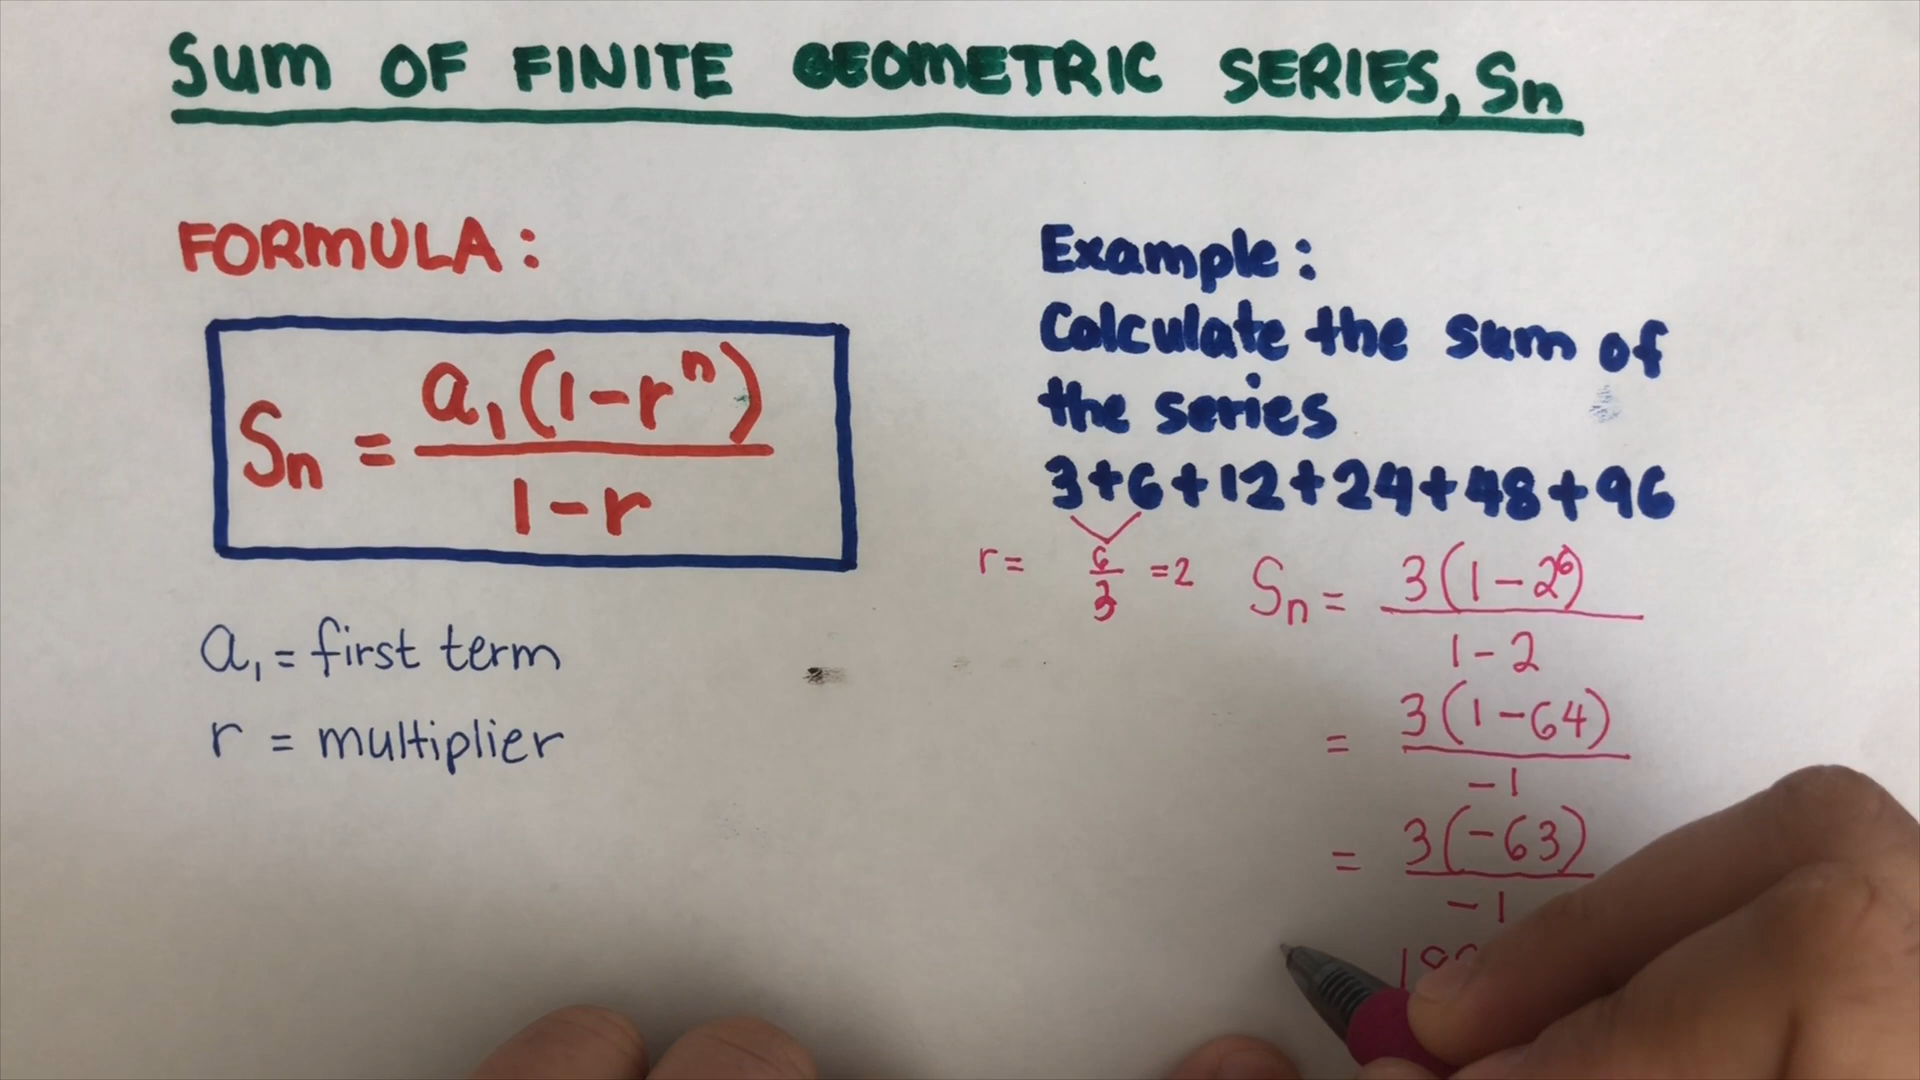 Sum OF FINITE GEOMETRIC SERIES, Sn
FORMULA:
Sn = a₁(1-rⁿ)
1-r
a₁ = first term
r = multiplier
Example:
Calculate the sum of
the series
3+6+12+24+48+96
r = 6/3 =2
Sn = 3(1-2⁶)
1-2
= 3(1-64)
-1
= 3(-63)
-1